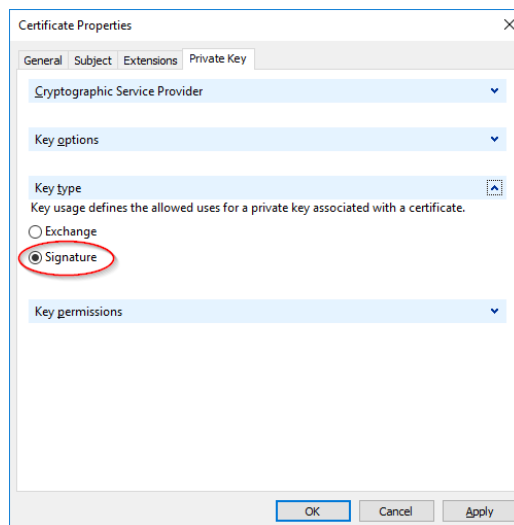 Certificate Properties
General Subject Extensions Private Key
Cryptographic Service Provider
Key options
Key type
Key usage defines the allowed uses for a private key associated with a certificate.
Exchange
Signature
Key permissions
OK Cancel Apply